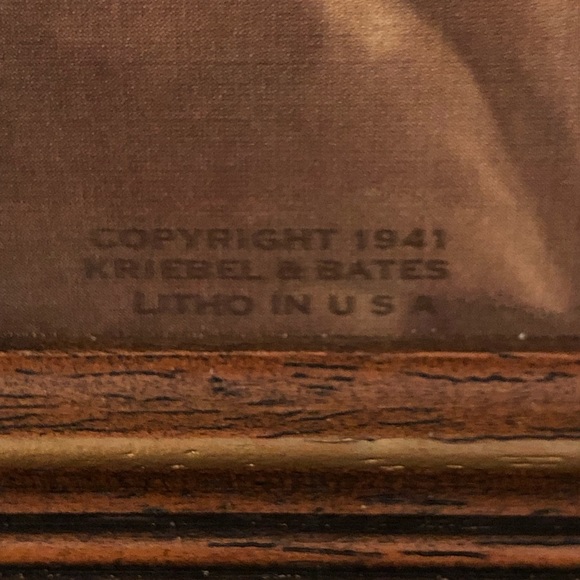 COPYRIGHT 1941
KRIEBEL & BATES
LITHO IN U S A